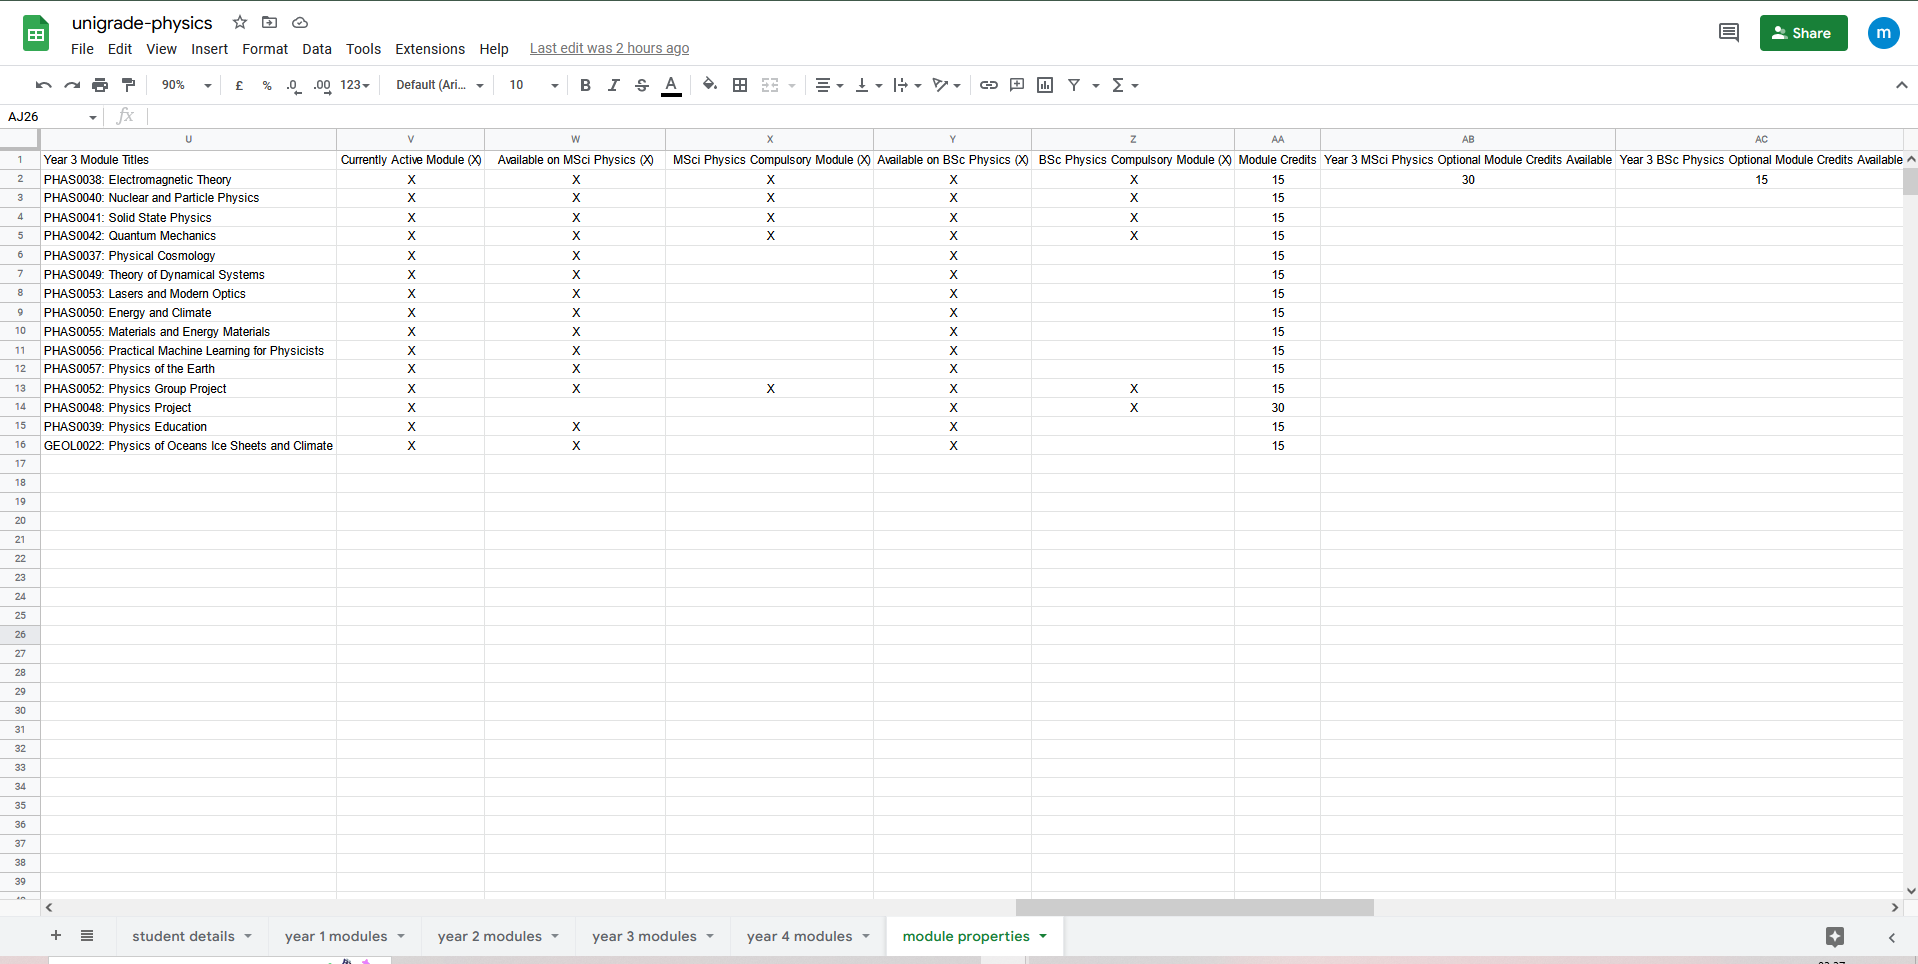 unigrade-physics
File Edit View Insert Format Data Tools Extensions Help Last edit was 2 hours ago
Share
m
90% £ % .0 .00 123 Default (Ari... 10 B I S A
AJ26 fx
U V W X Y Z AA AB AC
1 Year 3 Module Titles Currently Active Module (X) Available on MSci Physics (X) MSci Physics Compulsory Module (X) Available on BSc Physics (X) BSc Physics Compulsory Module (X) Module Credits Year 3 MSci Physics Optional Module Credits Available Year 3 BSc Physics Optional Module Credits Available
2 PHAS0038: Electromagnetic Theory X X X X X 15 30 15
3 PHAS0040: Nuclear and Particle Physics X X X X X 15
4 PHAS0041: Solid State Physics X X X X X 15
5 PHAS0042: Quantum Mechanics X X X X X 15
6 PHAS0037: Physical Cosmology X X X 15
7 PHAS0049: Theory of Dynamical Systems X X X 15
8 PHAS0053: Lasers and Modern Optics X X X 15
9 PHAS0050: Energy and Climate X X X 15
10 PHAS0055: Materials and Energy Materials X X X 15
11 PHAS0056: Practical Machine Learning for Physicists X X X 15
12 PHAS0057: Physics of the Earth X X X 15
13 PHAS0052: Physics Group Project X X X X X 15
14 PHAS0048: Physics Project X X X 30
15 PHAS0039: Physics Education X X X 15
16 GEOL0022: Physics of Oceans Ice Sheets and Climate X X X 15
17
18
19
20
21
22
23
24
25
26
27
28
29
30
31
32
33
34
35
36
37
38
39
student details year 1 modules year 2 modules year 3 modules year 4 modules module properties